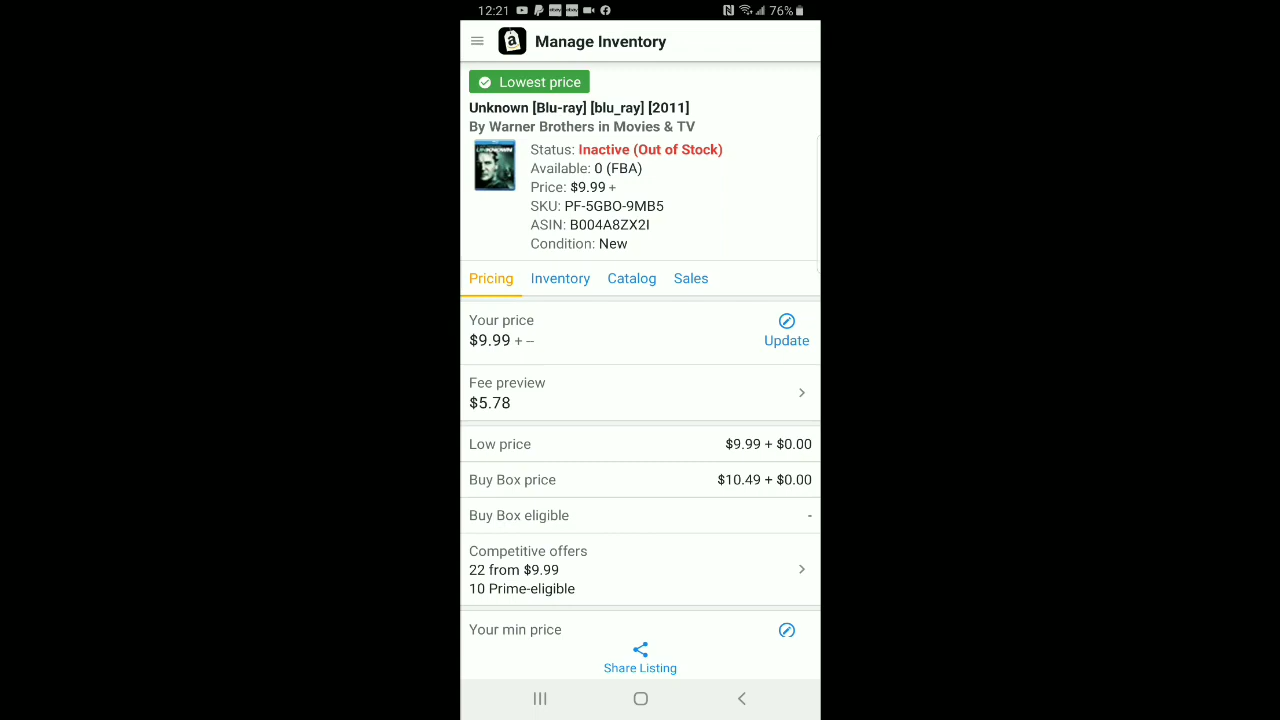 12:21 76%
Manage Inventory
Lowest price
Unknown [Blu-ray] [blu_ray] [2011]
By Warner Brothers in Movies & TV
UNKNOWN
Status: Inactive (Out of Stock)
Available: 0 (FBA)
Price: $9.99 +
SKU: PF-5GBO-9MB5
ASIN: B004A8ZX2I
Condition: New
Pricing Inventory Catalog Sales
Your price
$9.99 + --
Update
Fee preview
$5.78
Low price $9.99 + $0.00
Buy Box price $10.49 + $0.00
Buy Box eligible -
Competitive offers
22 from $9.99
10 Prime-eligible
Your min price
Share Listing